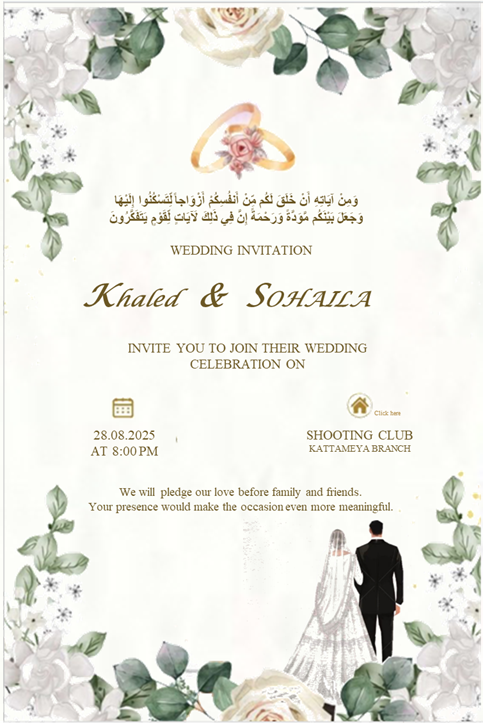 وَمِنْ آيَاتِهِ أَنْ خَلَقَ لَكُم مِّنْ أَنفُسِكُمْ أَزْوَاجاً لِّتَسْكُنُوا إِلَيْهَا
وَجَعَلَ بَيْنَكُم مَّوَدَّةً وَرَحْمَةً إِنَّ فِي ذَلِكَ لَآيَاتٍ لِّقَوْمٍ يَتَفَكَّرُونَ
WEDDING INVITATION
Khaled & SOHAILA
INVITE YOU TO JOIN THEIR WEDDING
CELEBRATION ON
28.08.2025
AT 8:00 PM
Click here
SHOOTING CLUB
KATTAMEYA BRANCH
We will pledge our love before family and friends.
Your presence would make the occasion even more meaningful.